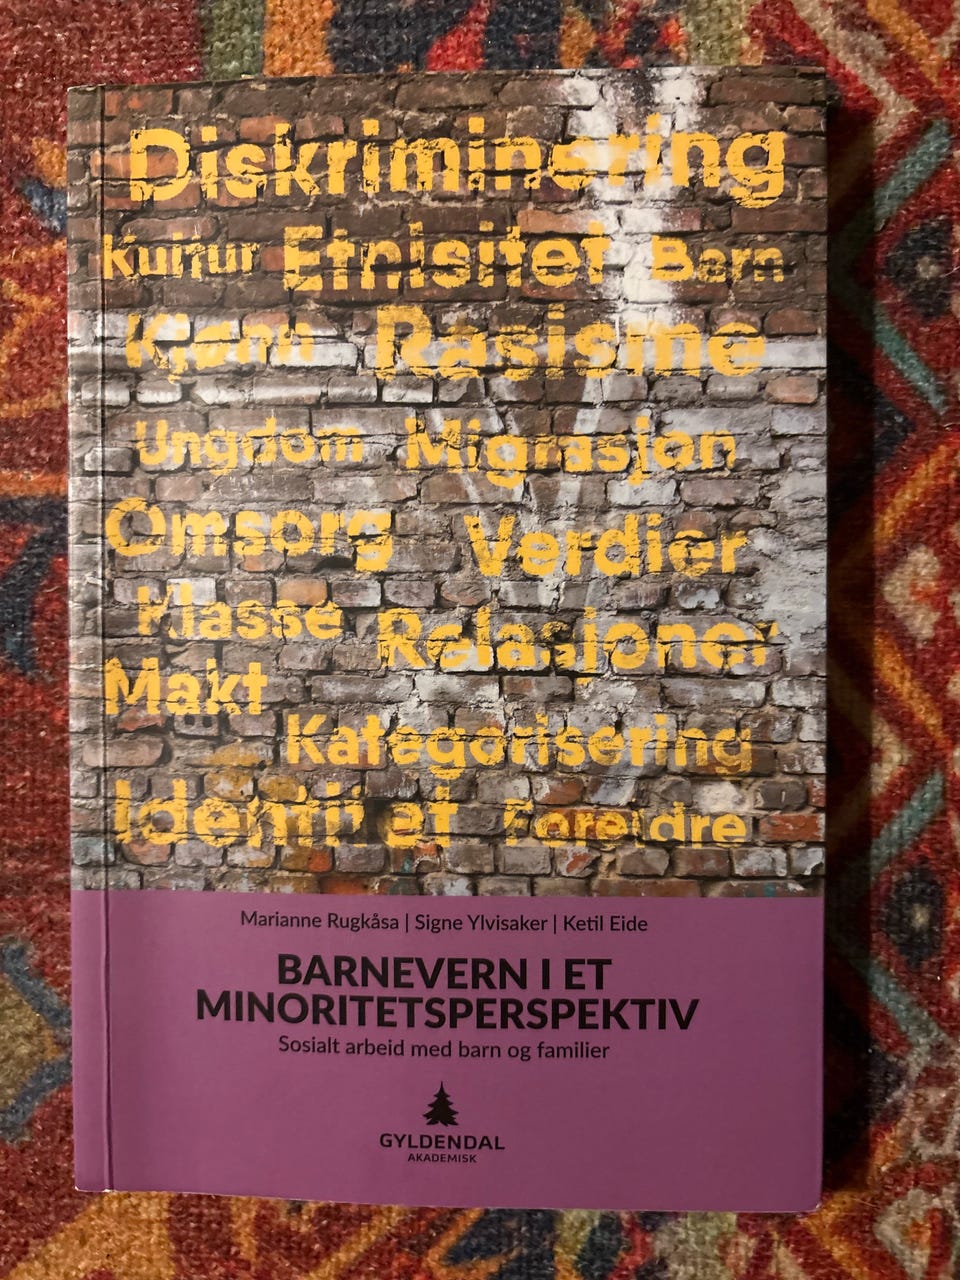 Diskriminering
Kultur Etnisitet Barn
Kjønn Rasisme
Ungdom Migrasjon
Omsorg Verdier
Klasse Relasjoner
Makt
Kategorisering
Identitet Foreldre
Marianne Rugkåsa | Signe Ylvisaker | Ketil Eide
BARNEVERN I ET
MINORITETSPERSPEKTIV
Sosialt arbeid med barn og familier
GYLDENDAL
AKADEMISK